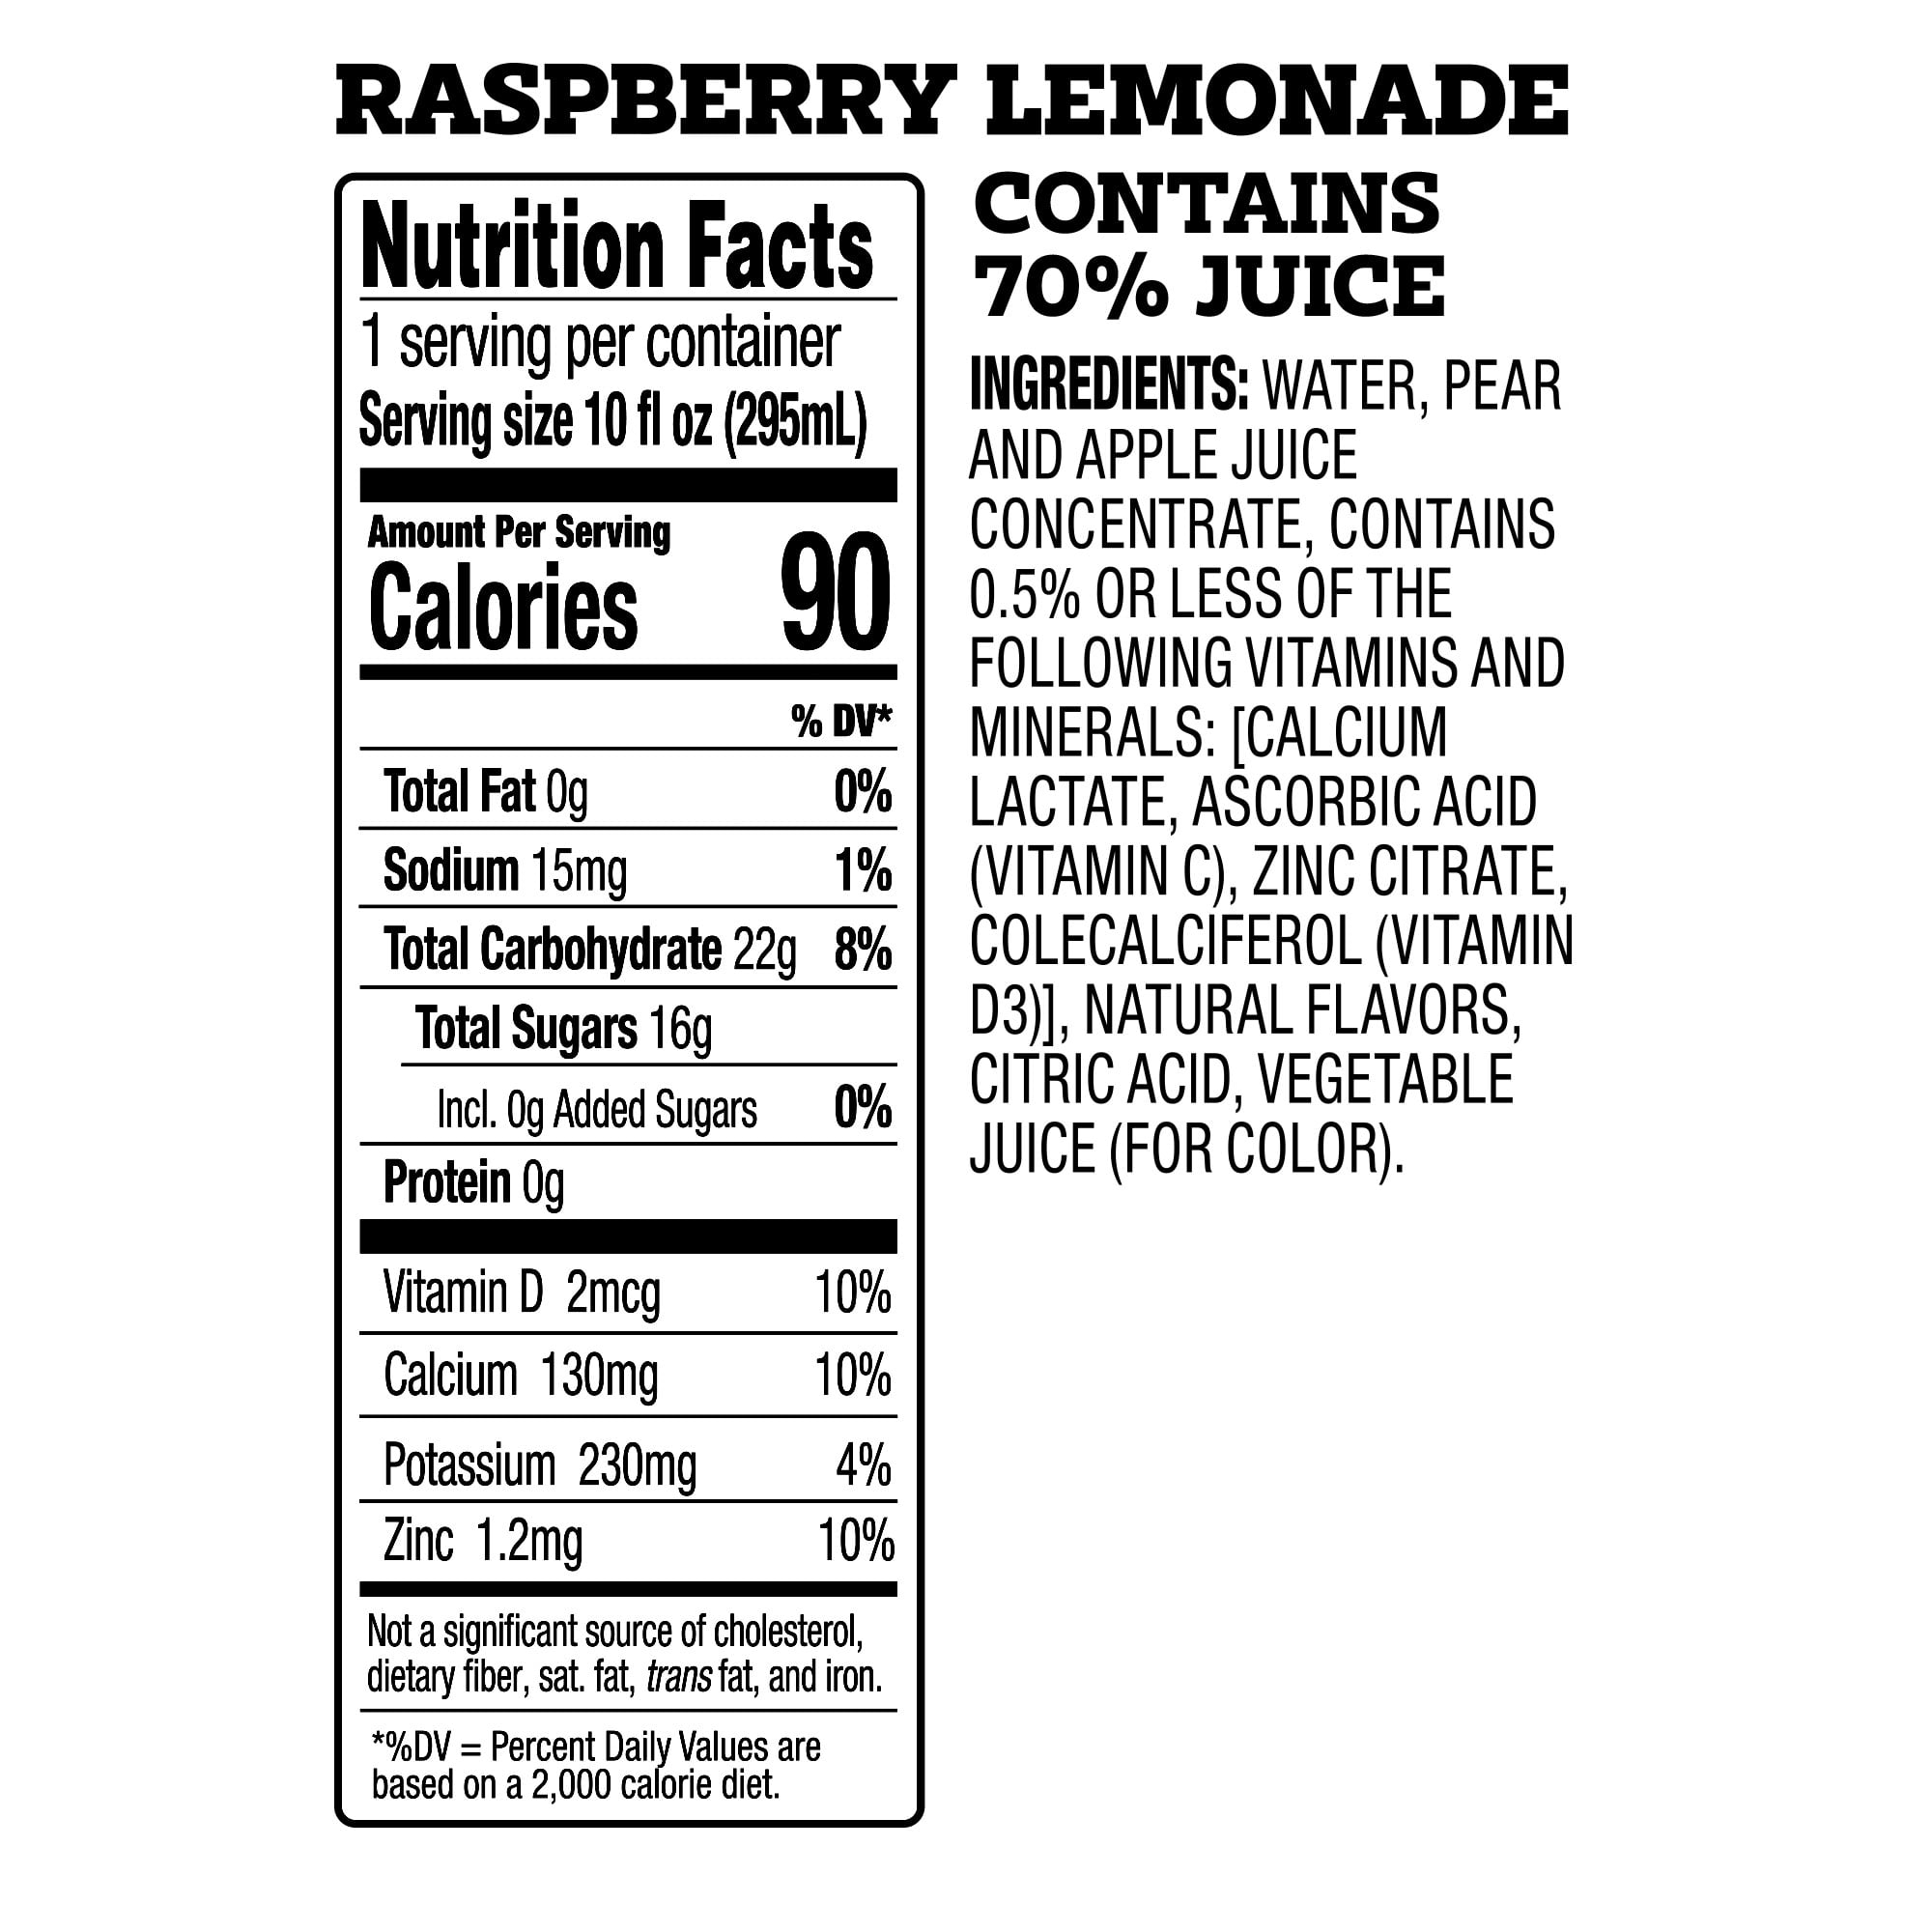 RASPBERRY LEMONADE
Nutrition Facts
1 serving per container
Serving size 10 fl oz (295mL)
Amount Per Serving
Calories 90
% DV*
Total Fat 0g 0%
Sodium 15mg 1%
Total Carbohydrate 22g 8%
Total Sugars 16g
Incl. 0g Added Sugars 0%
Protein 0g
Vitamin D 2mcg 10%
Calcium 130mg 10%
Potassium 230mg 4%
Zinc 1.2mg 10%
Not a significant source of cholesterol,
dietary fiber, sat. fat, trans fat, and iron.
*%DV = Percent Daily Values are
based on a 2,000 calorie diet.
CONTAINS
70% JUICE
INGREDIENTS: WATER, PEAR
AND APPLE JUICE
CONCENTRATE, CONTAINS
0.5% OR LESS OF THE
FOLLOWING VITAMINS AND
MINERALS: [CALCIUM
LACTATE, ASCORBIC ACID
(VITAMIN C), ZINC CITRATE,
COLECALCIFEROL (VITAMIN
D3)], NATURAL FLAVORS,
CITRIC ACID, VEGETABLE
JUICE (FOR COLOR).